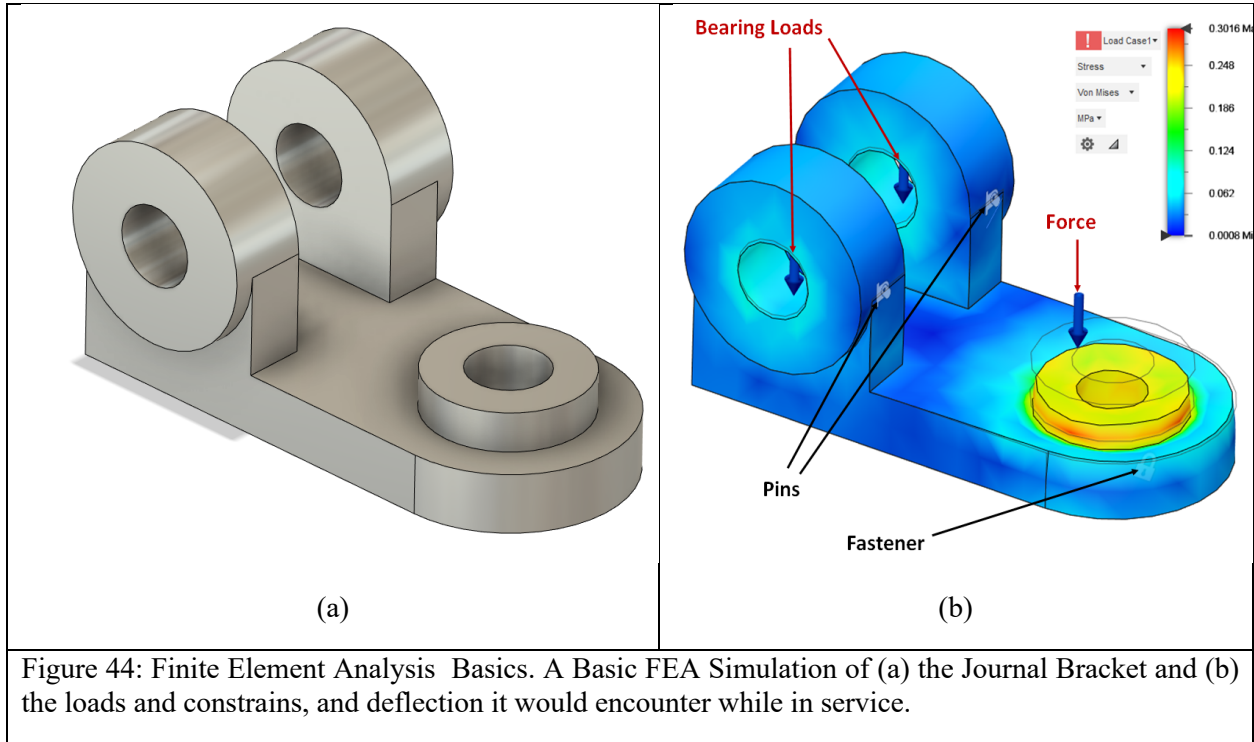 Bearing Loads
Load Case1
Stress
Von Mises
MPa
0.3016 Ma
0.248
0.186
0.124
0.062
0.0008 Mi
Force
Pins
Fastener
(a)
(b)
Figure 44: Finite Element Analysis Basics. A Basic FEA Simulation of (a) the Journal Bracket and (b)
the loads and constrains, and deflection it would encounter while in service.